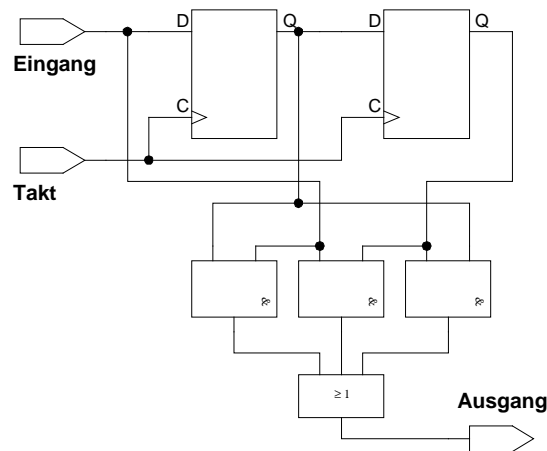 D Q D Q
Eingang
C C
Takt
& & &
≥ 1
Ausgang